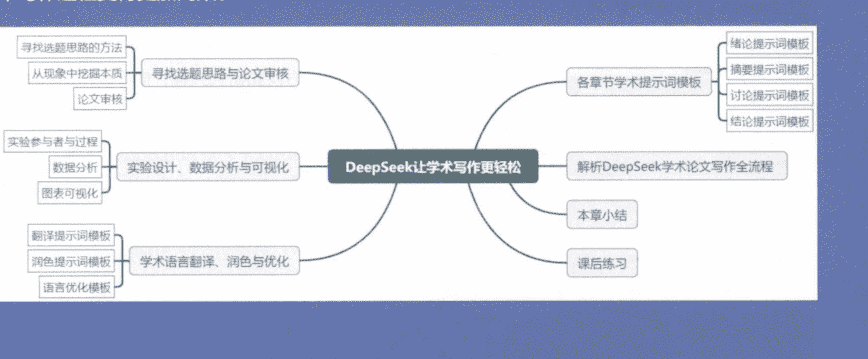 寻找选题思路的方法
从现象中挖掘本质
论文审核
寻找选题思路与论文审核
实验参与者与过程
数据分析
图表可视化
实验设计、数据分析与可视化
翻译提示词模板
润色提示词模板
语言优化模板
学术语言翻译、润色与优化
DeepSeek让学术写作更轻松
各章节学术提示词模板
绪论提示词模板
摘要提示词模板
讨论提示词模板
结论提示词模板
解析DeepSeek学术论文写作全流程
本章小结
课后练习